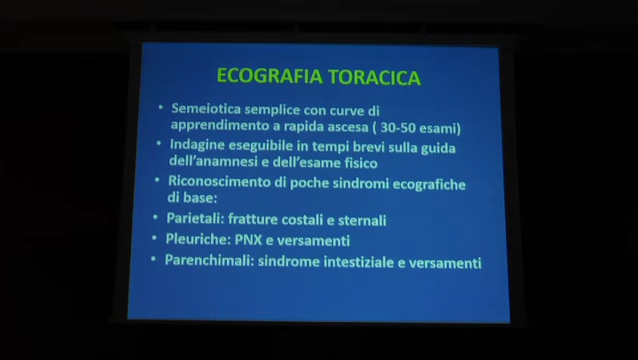 ECOGRAFIA TORACICA
• Semeiotica semplice con curve di
apprendimento a rapida ascesa ( 30-50 esami)
• Indagine eseguibile in tempi brevi sulla guida
dell'anamnesi e dell'esame fisico
• Riconoscimento di poche sindromi ecografiche
di base:
• Parietali: fratture costali e sternali
• Pleuriche: PNX e versamenti
• Parenchimali: sindrome intestiziale e versamenti